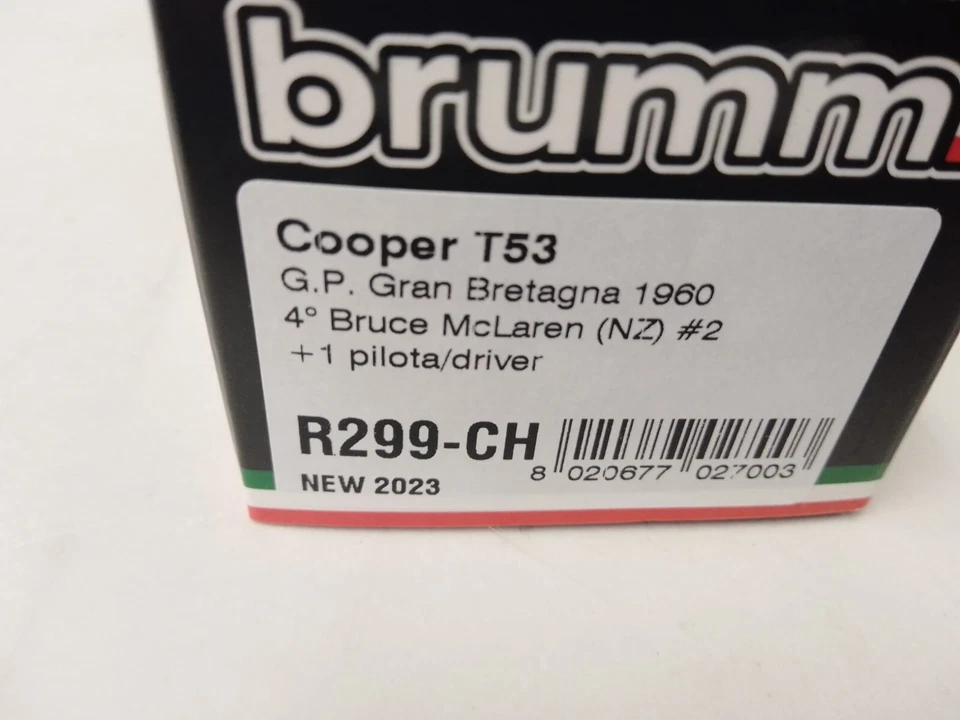 brumm
Cooper T53
G.P. Gran Bretagna 1960
4° Bruce McLaren (NZ) #2
+1 pilota/driver
R299-CH
8 020677 027003
NEW 2023